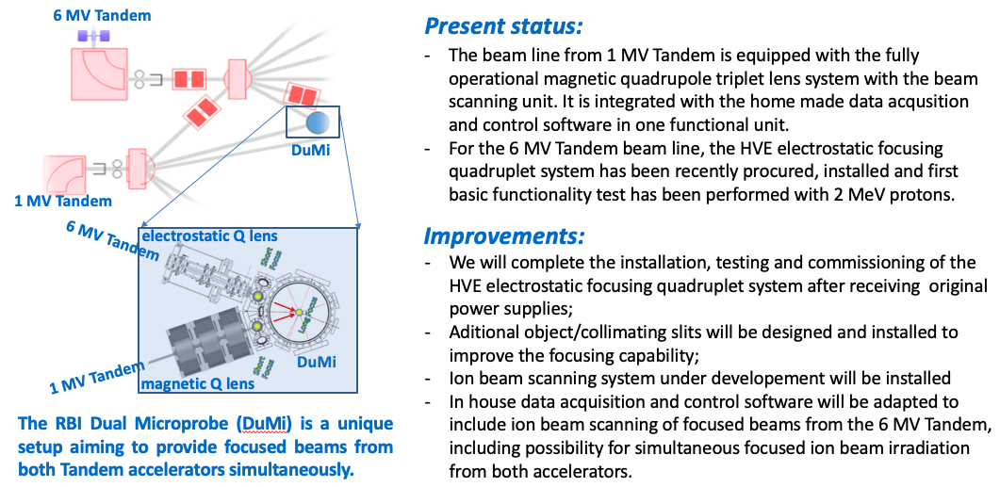 6 MV Tandem
DuMi
1 MV Tandem
6 MV Tandem
electrostatic Q lens
Short
Focus
Long Focus
DuMi
Short
Focus
1 MV Tandem
magnetic Q lens
The RBI Dual Microprobe (DuMi) is a unique
setup aiming to provide focused beams from
both Tandem accelerators simultaneously.
Present status:
- The beam line from 1 MV Tandem is equipped with the fully
operational magnetic quadrupole triplet lens system with the beam
scanning unit. It is integrated with the home made data acqusition
and control software in one functional unit.
- For the 6 MV Tandem beam line, the HVE electrostatic focusing
quadruplet system has been recently procured, installed and first
basic functionality test has been performed with 2 MeV protons.
Improvements:
- We will complete the installation, testing and commissioning of the
HVE electrostatic focusing quadruplet system after receiving original
power supplies;
- Aditional object/collimating slits will be designed and installed to
improve the focusing capability;
- Ion beam scanning system under developement will be installed
- In house data acquisition and control software will be adapted to
include ion beam scanning of focused beams from the 6 MV Tandem,
including possibility for simultaneous focused ion beam irradiation
from both accelerators.